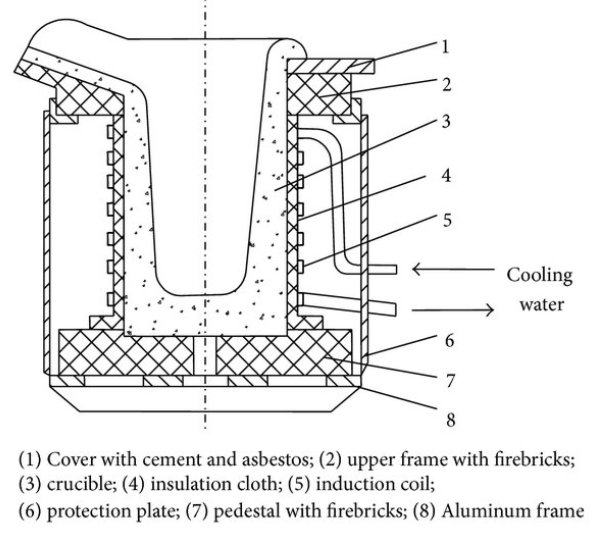 1
2
3
4
5
Cooling
water
6
7
8
(1) Cover with cement and asbestos; (2) upper frame with firebricks;
(3) crucible; (4) insulation cloth; (5) induction coil;
(6) protection plate; (7) pedestal with firebricks; (8) Aluminum frame